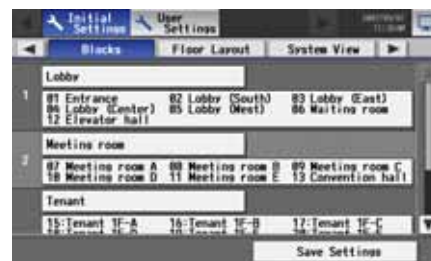 Initial Settings
User Settings
Blocks
Floor Layout
System View
Lobby
1
01 Entrance 02 Lobby (South) 03 Lobby (East)
04 Lobby (Center) 05 Lobby (West) 06 Waiting room
12 Elevator hall
Meeting room
2
07 Meeting room A 08 Meeting room B 09 Meeting room C
10 Meeting room D 11 Meeting room E 13 Convention hall
Tenant
15:Tenant 1F-A 16:Tenant 1F-B 17:Tenant 1F-C
Save Settings